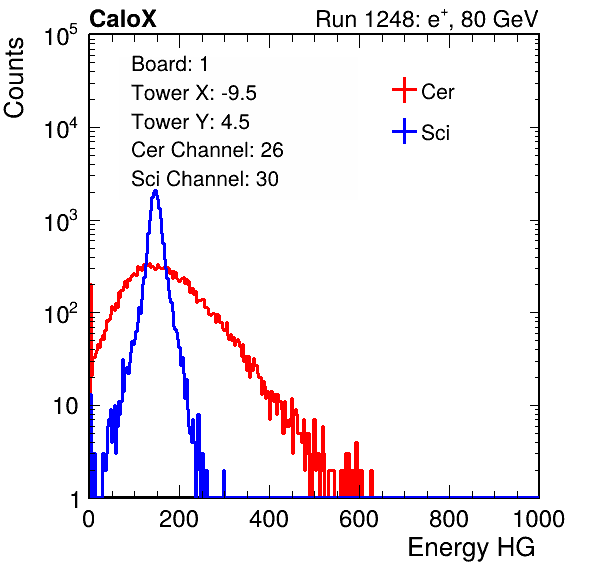 CaloX Run 1248: e⁺, 80 GeV
Counts
Board: 1
Tower X: -9.5
Tower Y: 4.5
Cer Channel: 26
Sci Channel: 30
Cer
Sci
10⁵
10⁴
10³
10²
10
1
0 200 400 600 800 1000
Energy HG